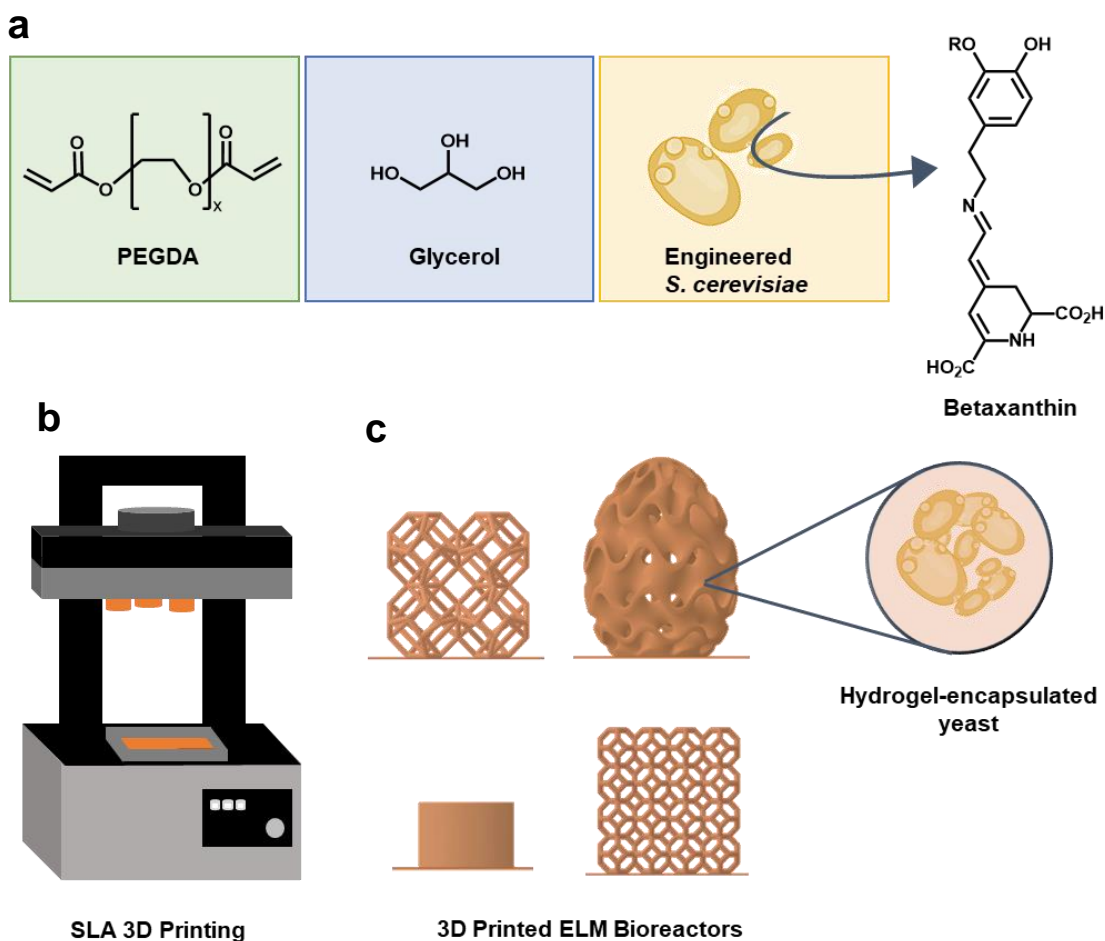 a
O
O
x
O
O
PEGDA
OH
HO
OH
Glycerol
Engineered
S. cerevisiae
RO
OH
N
CO₂H
NH
HO₂C
Betaxanthin
b
SLA 3D Printing
c
Hydrogel-encapsulated
yeast
3D Printed ELM Bioreactors